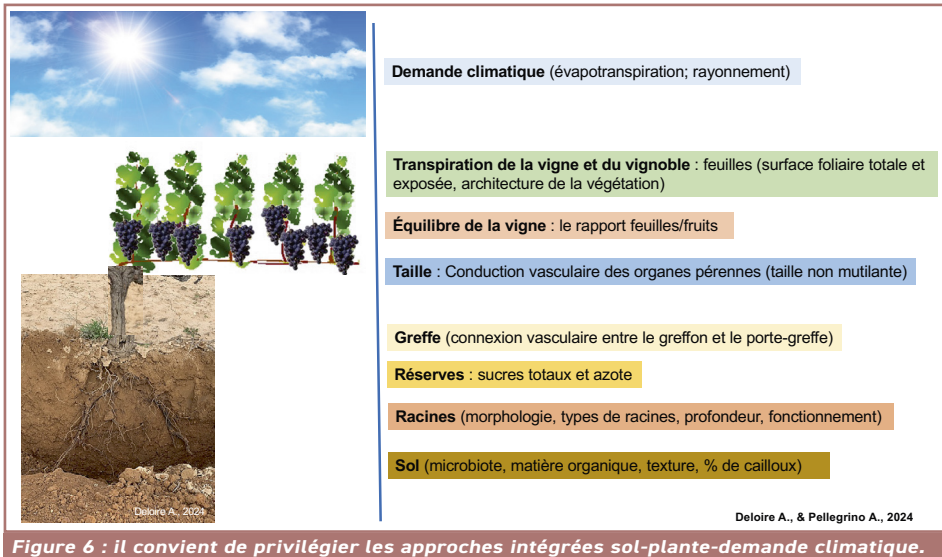 Demande climatique (évapotranspiration; rayonnement)
Transpiration de la vigne et du vignoble : feuilles (surface foliaire totale et
exposée, architecture de la végétation)
Équilibre de la vigne : le rapport feuilles/fruits
Taille : Conduction vasculaire des organes pérennes (taille non mutilante)
Greffe (connexion vasculaire entre le greffon et le porte-greffe)
Réserves : sucres totaux et azote
Racines (morphologie, types de racines, profondeur, fonctionnement)
Sol (microbiote, matière organique, texture, % de cailloux)
Deloire A., 2024
Deloire A., & Pellegrino A., 2024
Figure 6 : il convient de privilégier les approches intégrées sol-plante-demande climatique.